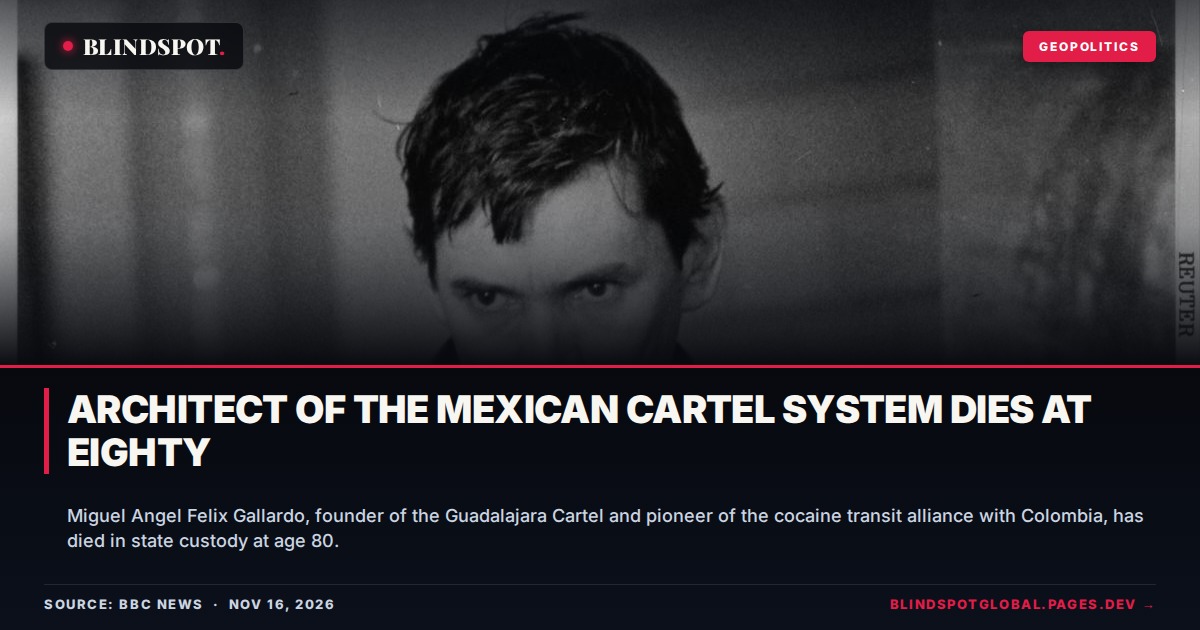 BLINDSPOT.
GEOPOLITICS
REUTER
ARCHITECT OF THE MEXICAN CARTEL SYSTEM DIES AT
EIGHTY
Miguel Angel Felix Gallardo, founder of the Guadalajara Cartel and pioneer of the cocaine transit alliance with Colombia, has
died in state custody at age 80.
SOURCE: BBC NEWS · NOV 16, 2026
BLINDSPOTGLOBAL.PAGES.DEV →